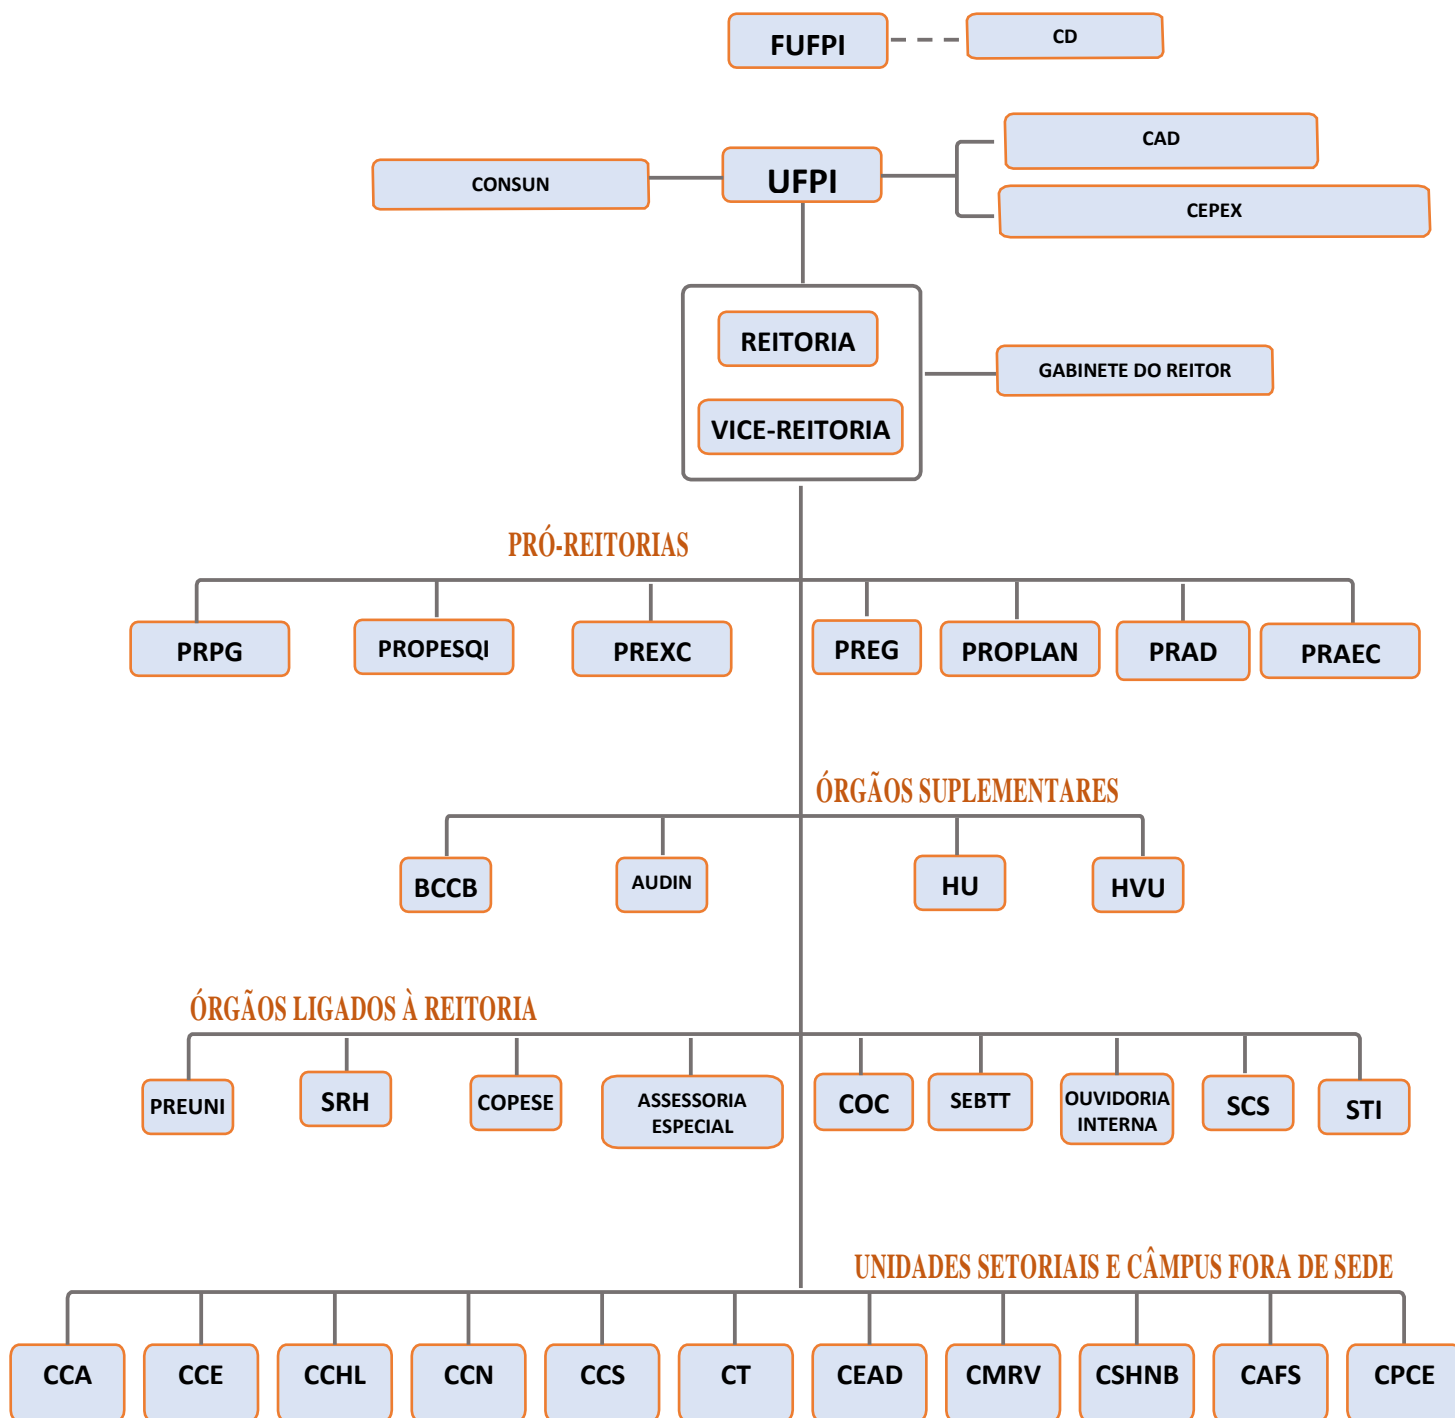 FUFPI
CD
CAD
CONSUN
UFPI
CEPEX
REITORIA
GABINETE DO REITOR
VICE-REITORIA
PRÓ-REITORIAS
PRPG
PROPESQI
PREXC
PREG
PROPLAN
PRAD
PRAEC
ÓRGÃOS SUPLEMENTARES
BCCB
AUDIN
HU
HVU
ÓRGÃOS LIGADOS À REITORIA
PREUNI
SRH
COPESE
ASSESSORIA
ESPECIAL
COC
SEBTT
OUVIDORIA
INTERNA
SCS
STI
UNIDADES SETORIAIS E CÂMPUS FORA DE SEDE
CCA
CCE
CCHL
CCN
CCS
CT
CEAD
CMRV
CSHNB
CAFS
CPCE